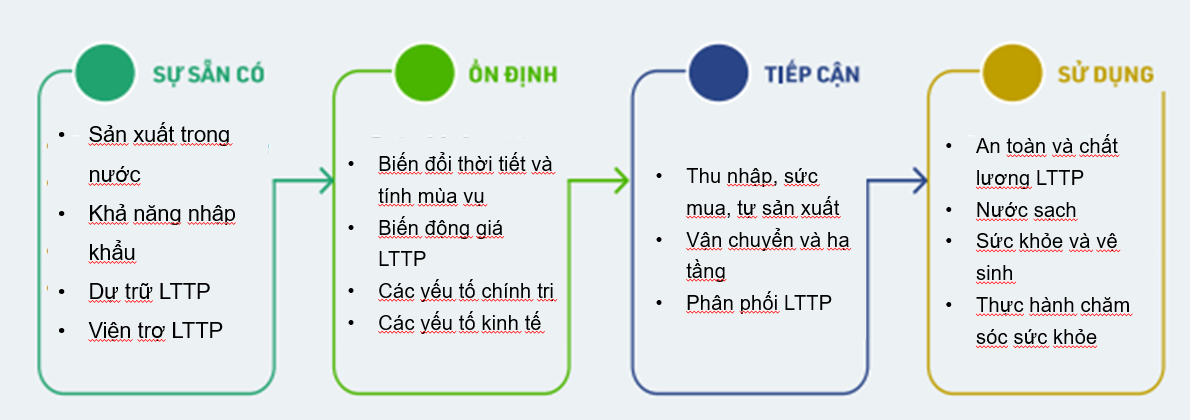 SỰ SẴN CÓ
• Sản xuất trong
nước
• Khả năng nhập
khẩu
• Dự trữ LTTP
• Viện trợ LTTP
ỔN ĐỊNH
• Biến đổi thời tiết và
tính mùa vụ
• Biến động giá
LTTP
• Các yếu tố chính trị
• Các yếu tố kinh tế
TIẾP CẬN
• Thu nhập, sức
mua, tự sản xuất
• Vận chuyển và hạ
tầng
• Phân phối LTTP
SỬ DỤNG
• An toàn và chất
lương LTTP
• Nước sạch
• Sức khỏe và vệ
sinh
• Thực hành chăm
sóc sức khỏe